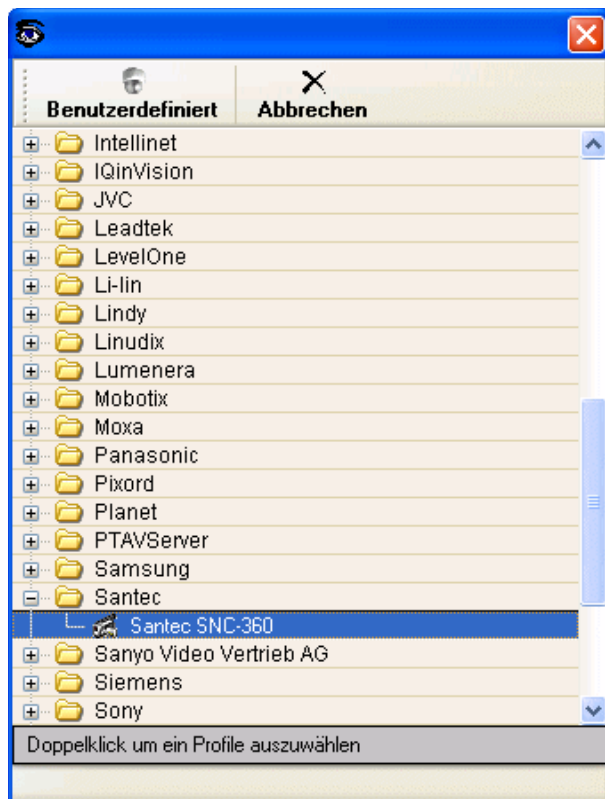 Benutzerdefiniert Abbrechen
Intellinet
IQinVision
JVC
Leadtek
LevelOne
Li-lin
Lindy
Linudix
Lumenera
Mobotix
Moxa
Panasonic
Pixord
Planet
PTAVServer
Samsung
Santec
Santec SNC-360
Sanyo Video Vertrieb AG
Siemens
Sony
Doppelklick um ein Profile auszuwählen